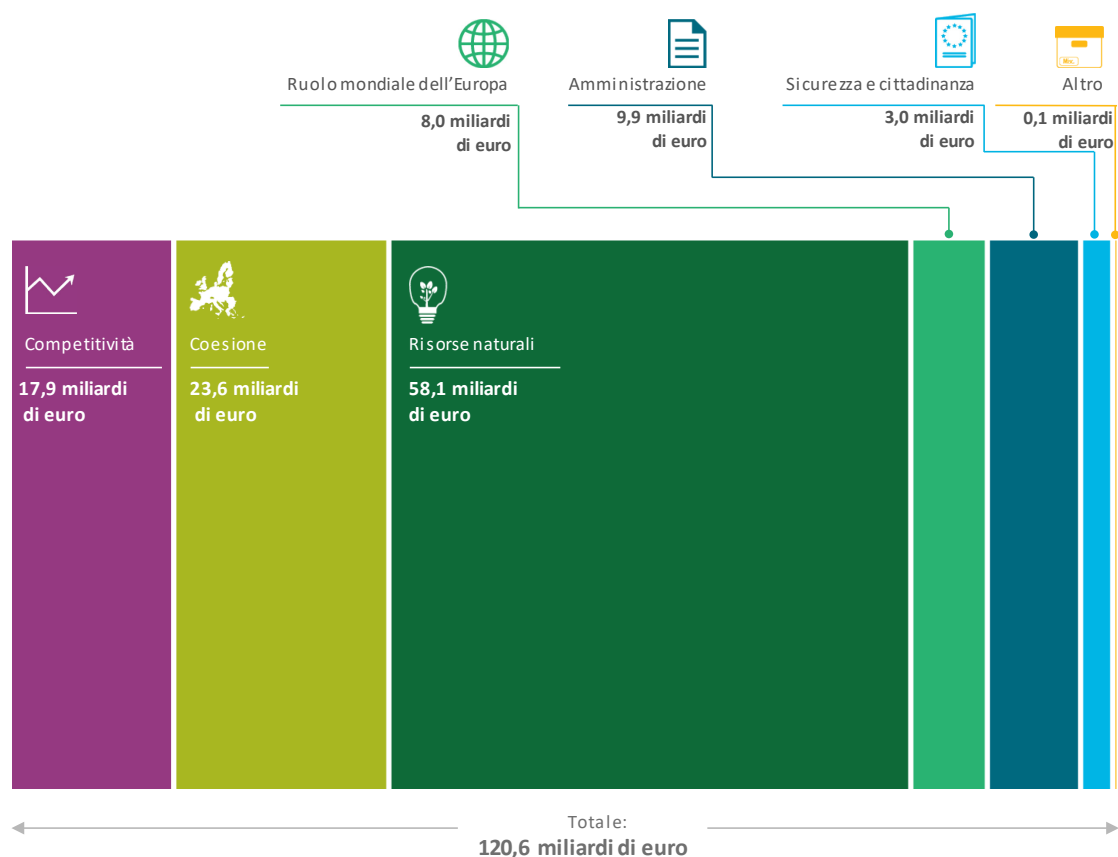 Ruolo mondiale dell'Europa
8,0 miliardi
di euro
Amministrazione
9,9 miliardi
di euro
Sicurezza e cittadinanza
3,0 miliardi
di euro
Altro
0,1 miliardi
di euro
Competitività
17,9 miliardi
di euro
Coesione
23,6 miliardi
di euro
Risorse naturali
58,1 miliardi
di euro
Totale:
120,6 miliardi di euro